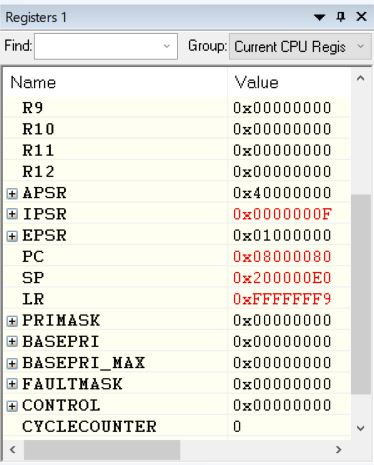 Registers 1
Find: Group: Current CPU Regis
Name Value
R9 0x00000000
R10 0x00000000
R11 0x00000000
R12 0x00000000
APSR 0x40000000
IPSR 0x0000000F
EPSR 0x01000000
PC 0x08000080
SP 0x200000E0
LR 0xFFFFFFF9
PRIMASK 0x00000000
BASEPRI 0x00000000
BASEPRI_MAX 0x00000000
FAULTMASK 0x00000000
CONTROL 0x00000000
CYCLECOUNTER 0